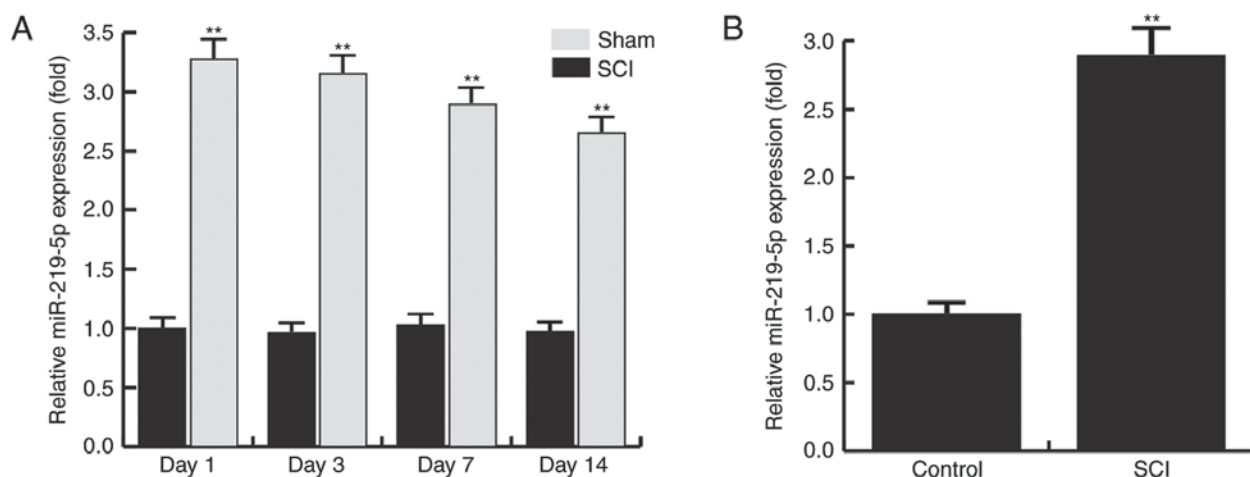 A
Relative miR-219-5p expression (fold)
3.5
3.0
2.5
2.0
1.5
1.0
0.5
0.0
**
**
**
**
Sham
SCI
Day 1
Day 3
Day 7
Day 14
B
Relative miR-219-5p expression (fold)
3.0
2.5
2.0
1.5
1.0
0.5
0.0
**
Control
SCI